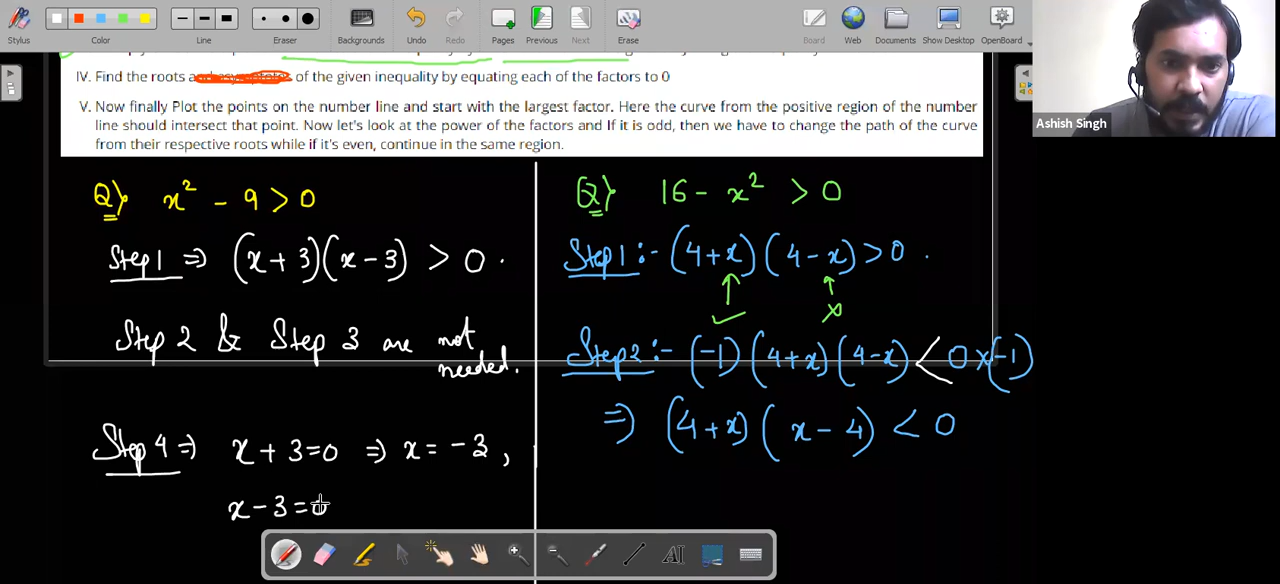 Stylus Color Line Eraser Backgrounds Undo Redo Pages Previous Next Erase Board Web Documents Show Desktop OpenBoard
IV. Find the roots of the given inequality by equating each of the factors to 0
V. Now finally Plot the points on the number line and start with the largest factor. Here the curve from the positive region of the number
line should intersect that point. Now let's look at the power of the factors and If it is odd, then we have to change the path of the curve
from their respective roots while if it's even, continue in the same region.
Ashish Singh
Q} x² - 9 > 0
Step 1 ⇒ (x + 3)(x - 3) > 0 .
Step 2 & Step 3 are not
needed.
Step 4 ⇒ x + 3 = 0 ⇒ x = -3 ,
x - 3 = 0
Q} 16 - x² > 0
Step 1 :- (4 + x)(4 - x) > 0 .
Step 2 :- (-1)(4 + x)(4 - x) < 0 x (-1)
⇒ (4 + x)(x - 4) < 0
AI